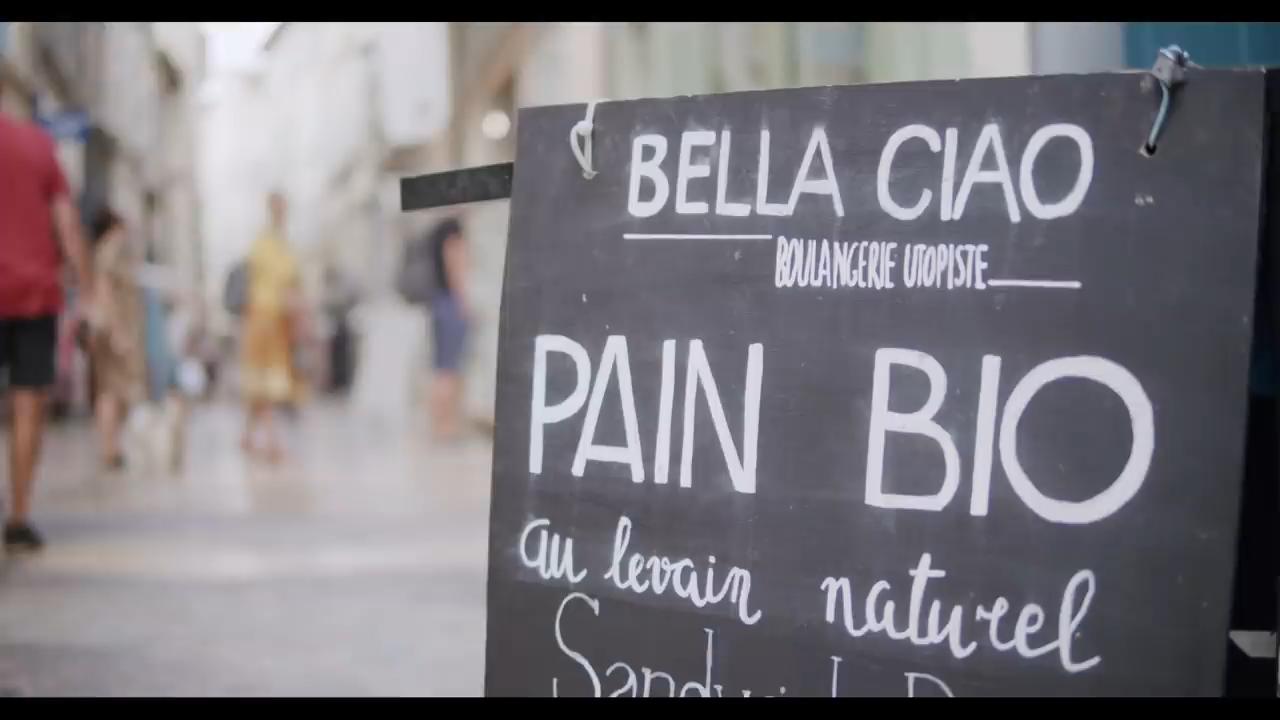 BELLA CIAO
BOULANGERIE UTOPISTE
PAIN BIO
au levain naturel